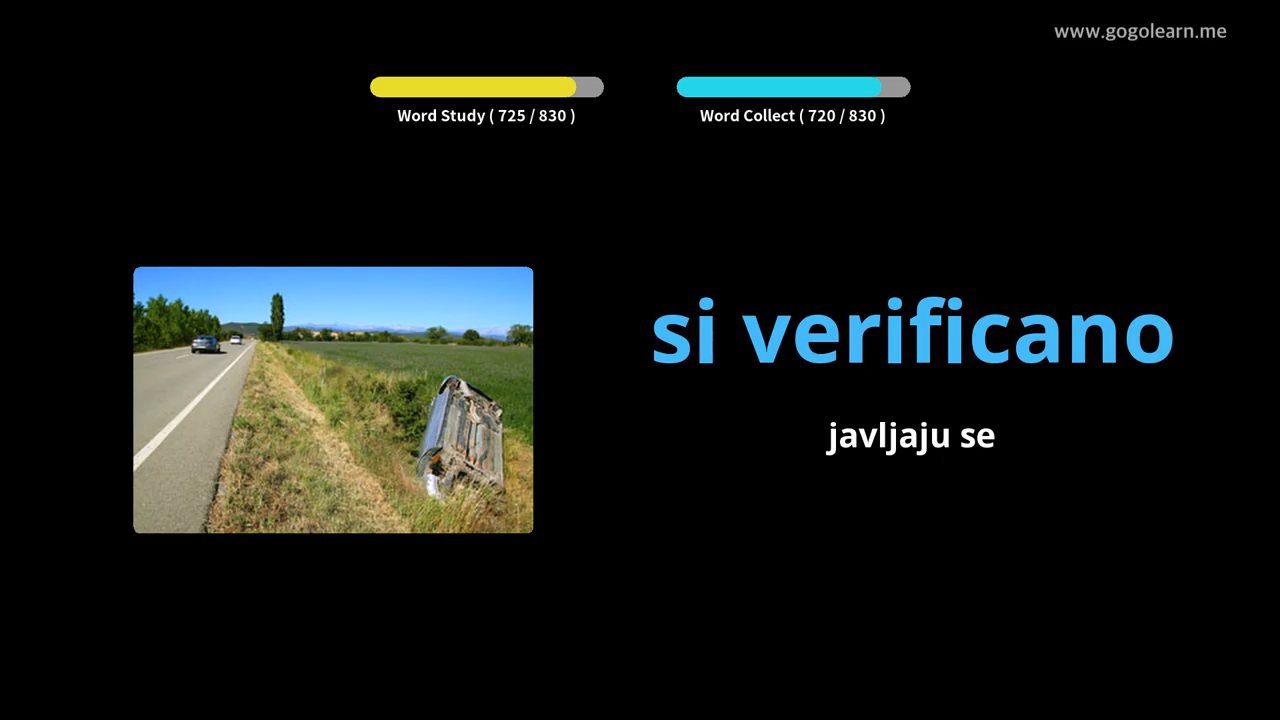 www.gogolearn.me
Word Study ( 725 / 830 )
Word Collect ( 720 / 830 )
si verificano
javljaju se